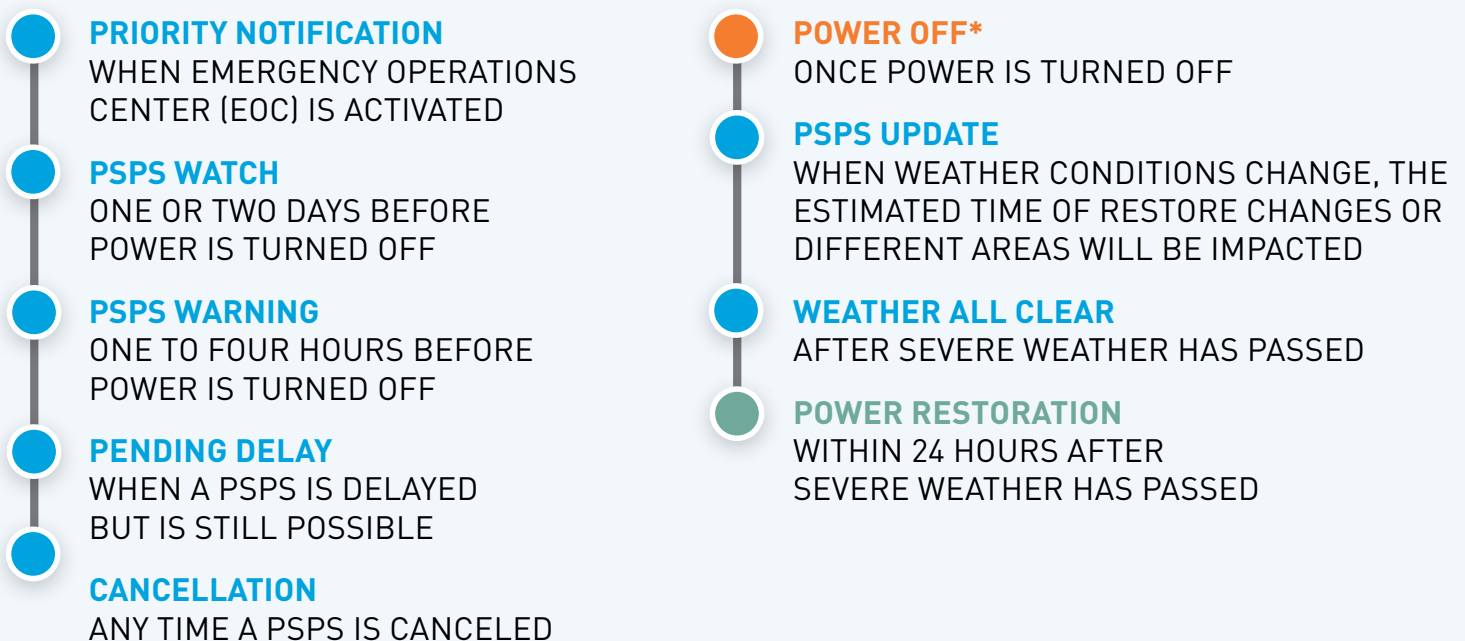 PRIORITY NOTIFICATION
WHEN EMERGENCY OPERATIONS
CENTER (EOC) IS ACTIVATED
PSPS WATCH
ONE OR TWO DAYS BEFORE
POWER IS TURNED OFF
PSPS WARNING
ONE TO FOUR HOURS BEFORE
POWER IS TURNED OFF
PENDING DELAY
WHEN A PSPS IS DELAYED
BUT IS STILL POSSIBLE
CANCELLATION
ANY TIME A PSPS IS CANCELED
POWER OFF*
ONCE POWER IS TURNED OFF
PSPS UPDATE
WHEN WEATHER CONDITIONS CHANGE, THE
ESTIMATED TIME OF RESTORE CHANGES OR
DIFFERENT AREAS WILL BE IMPACTED
WEATHER ALL CLEAR
AFTER SEVERE WEATHER HAS PASSED
POWER RESTORATION
WITHIN 24 HOURS AFTER
SEVERE WEATHER HAS PASSED